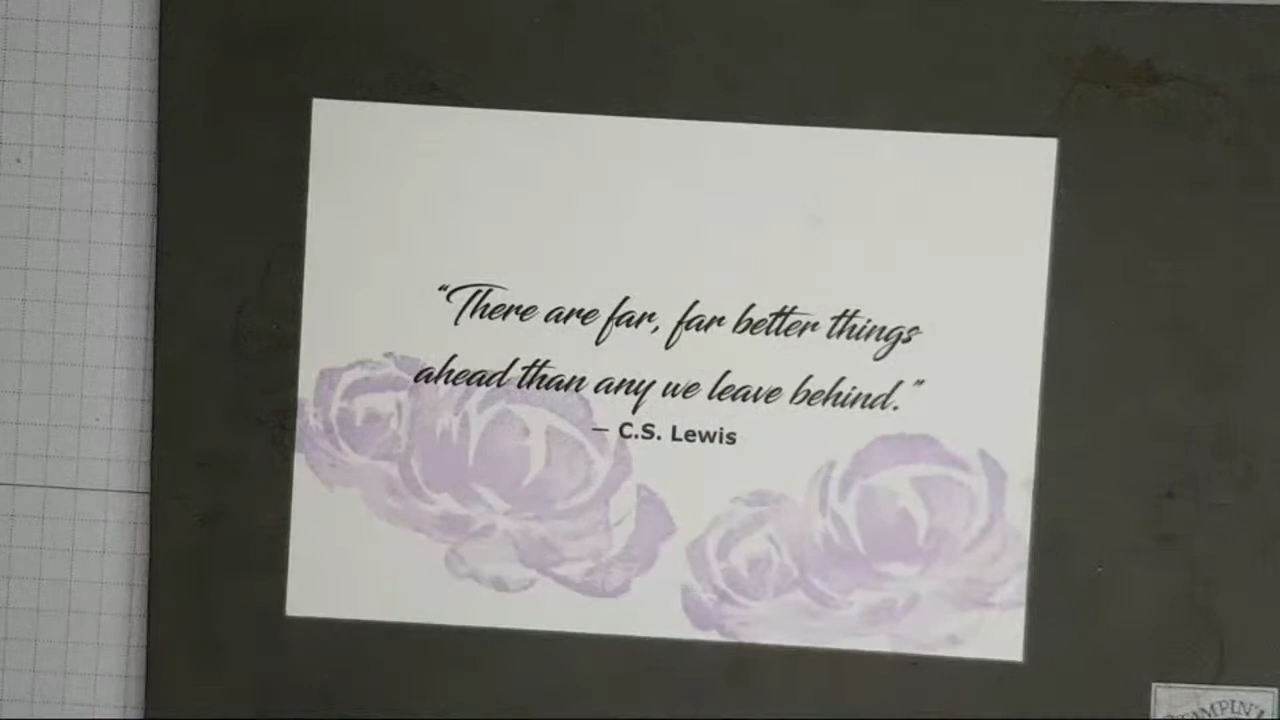 “There are far, far better things
ahead than any we leave behind.”
— C.S. Lewis